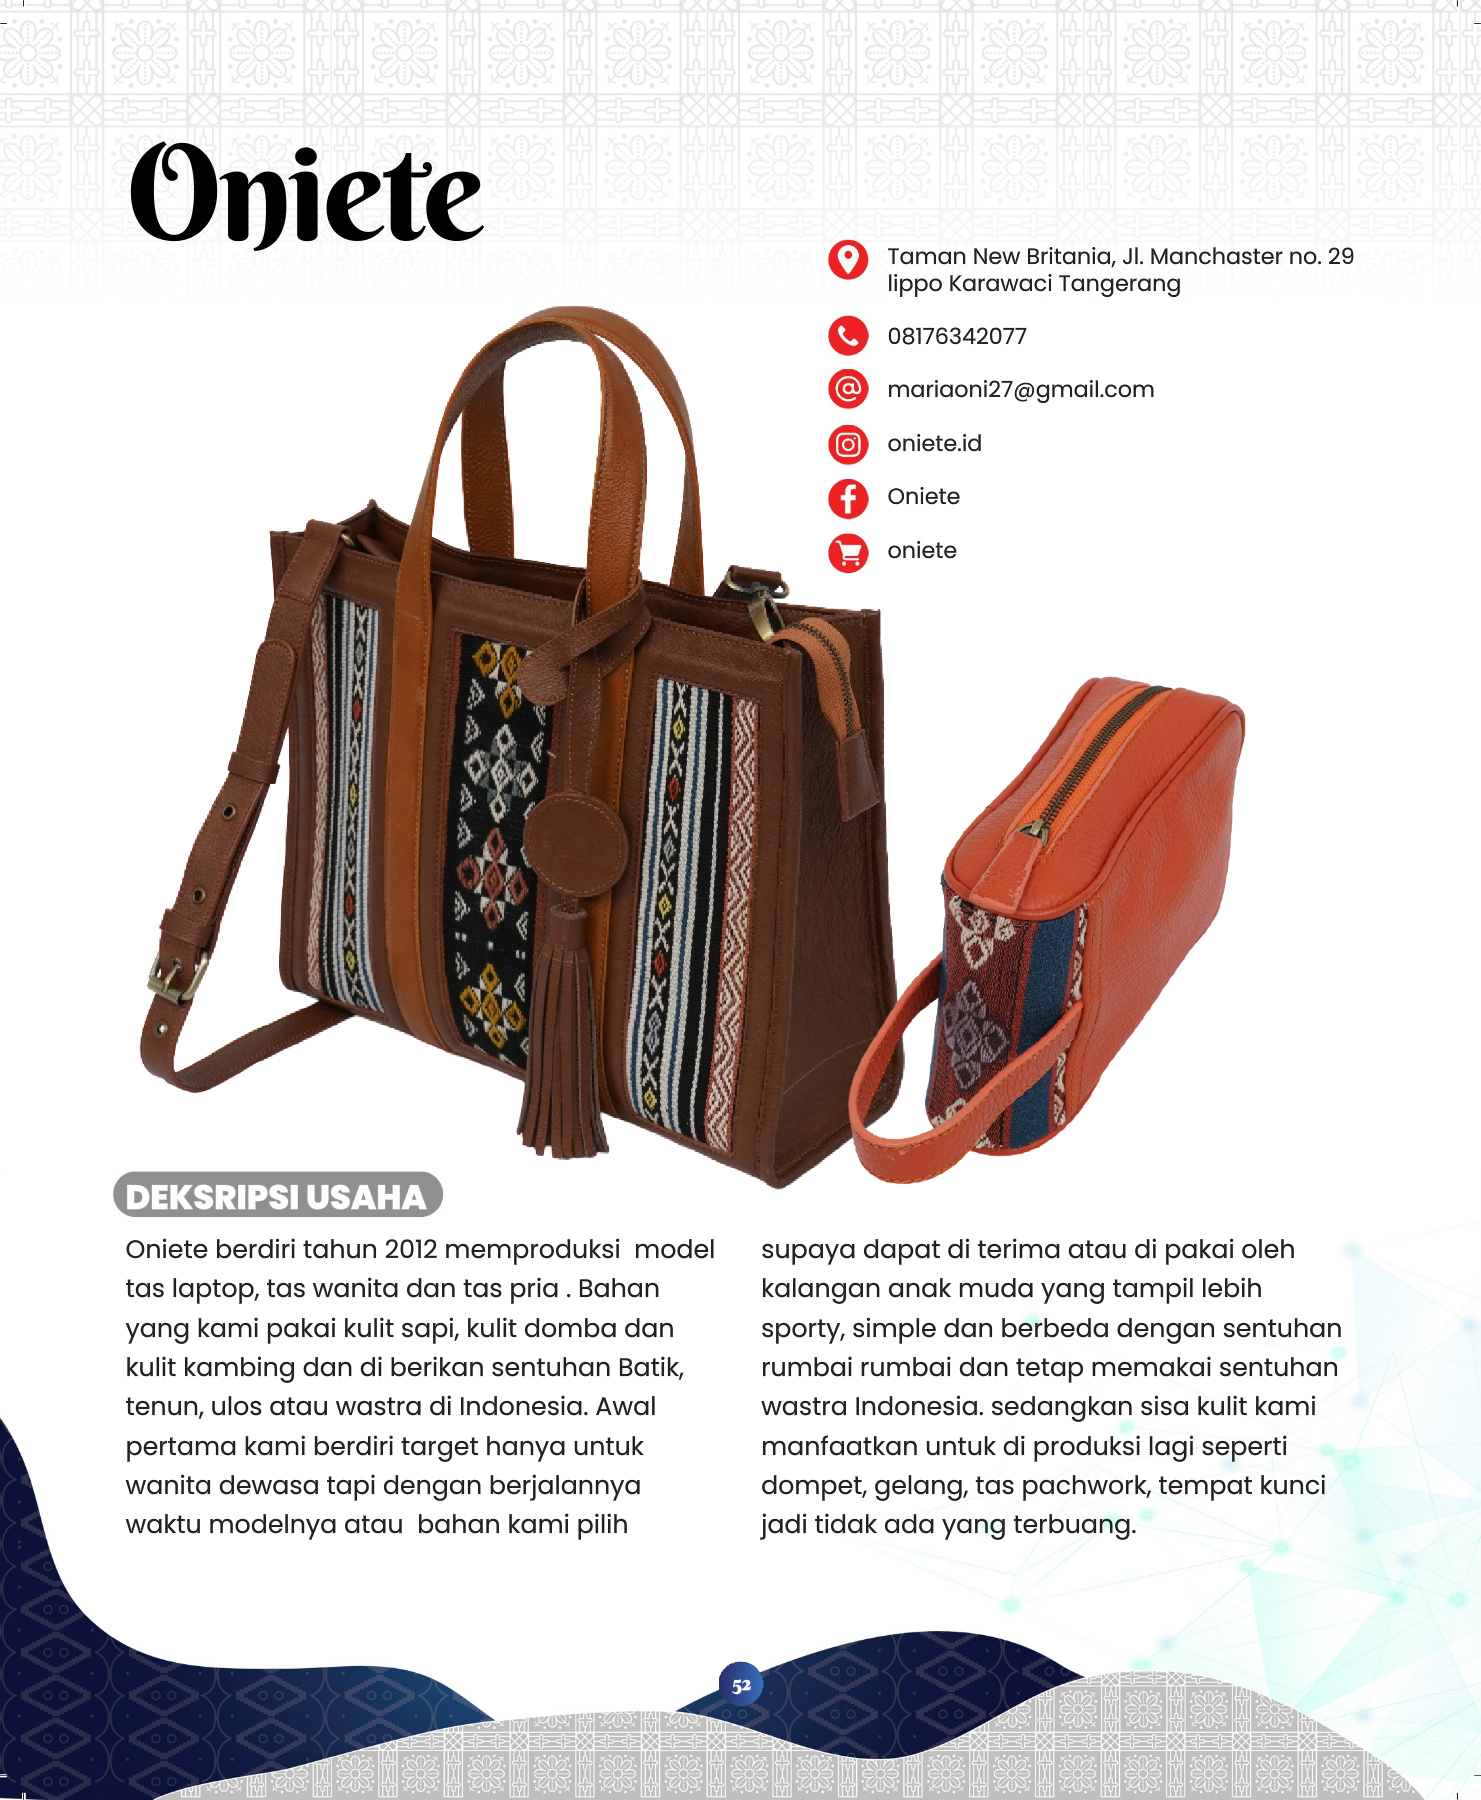 Oniete
Taman New Britania, Jl. Manchaster no. 29
lippo Karawaci Tangerang
08176342077
mariaoni27@gmail.com
oniete.id
Oniete
oniete
DEKSRIPSI USAHA
Oniete berdiri tahun 2012 memproduksi  model
tas laptop, tas wanita dan tas pria . Bahan
yang kami pakai kulit sapi, kulit domba dan
kulit kambing dan di berikan sentuhan Batik,
tenun, ulos atau wastra di Indonesia. Awal
pertama kami berdiri target hanya untuk
wanita dewasa tapi dengan berjalannya
waktu modelnya atau  bahan kami pilih
supaya dapat di terima atau di pakai oleh
kalangan anak muda yang tampil lebih
sporty, simple dan berbeda dengan sentuhan
rumbai rumbai dan tetap memakai sentuhan
wastra Indonesia. sedangkan sisa kulit kami
manfaatkan untuk di produksi lagi seperti
dompet, gelang, tas pachwork, tempat kunci
jadi tidak ada yang terbuang.
52